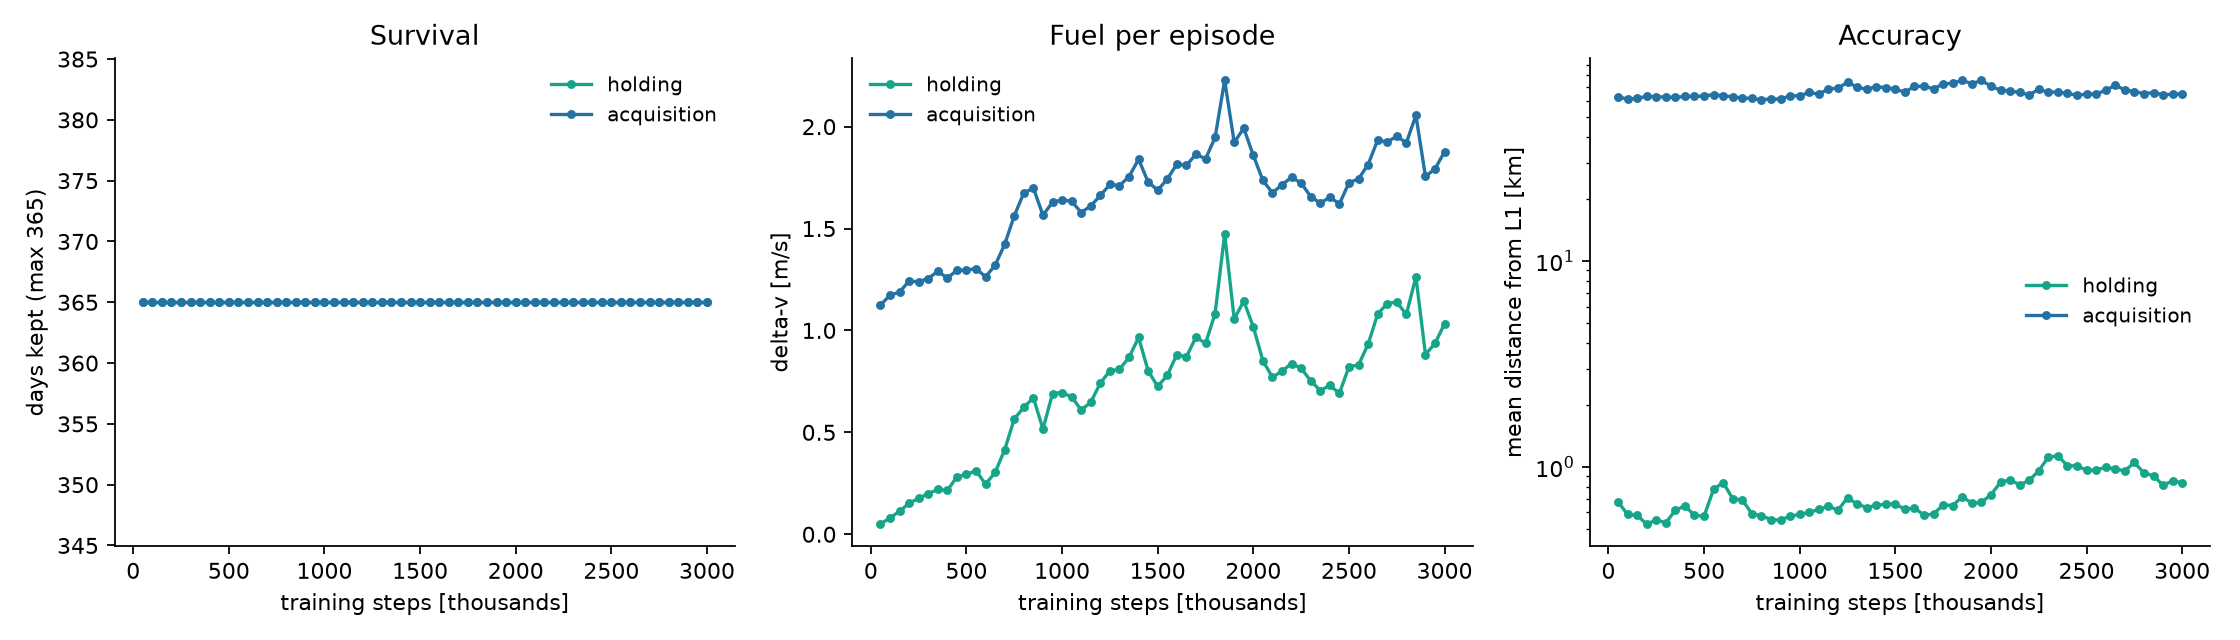 Survival
385
380
375
370
365
360
355
350
345
days kept (max 365)
holding
acquisition
0 500 1000 1500 2000 2500 3000
training steps [thousands]
Fuel per episode
2.0
1.5
1.0
0.5
0.0
delta-v [m/s]
holding
acquisition
0 500 1000 1500 2000 2500 3000
training steps [thousands]
Accuracy
10¹
10⁰
mean distance from L1 [km]
holding
acquisition
0 500 1000 1500 2000 2500 3000
training steps [thousands]